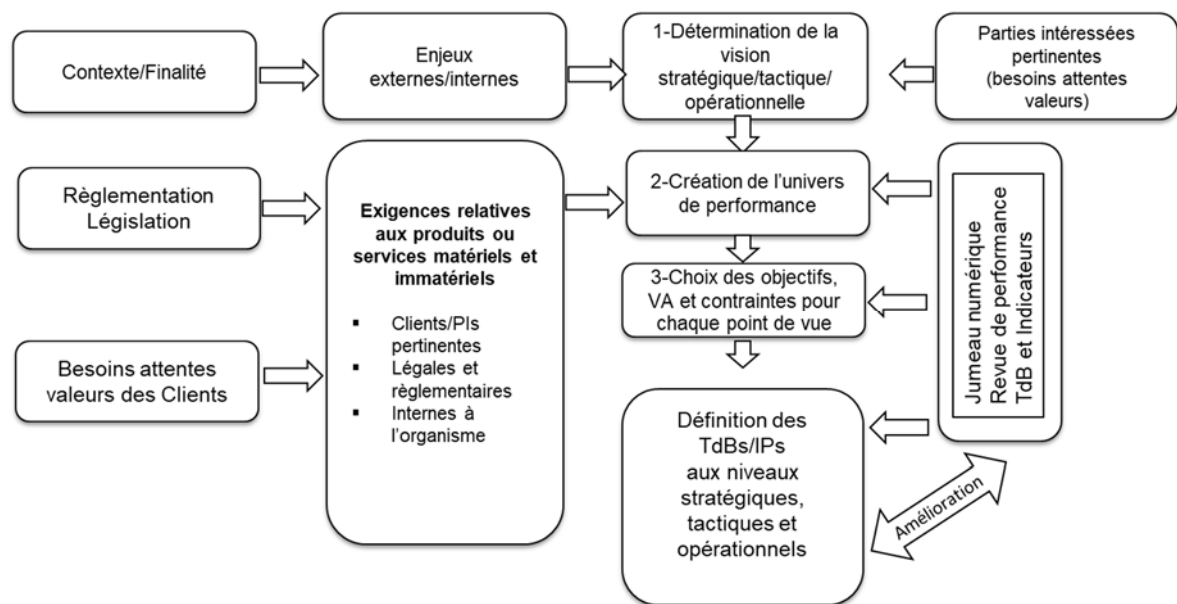 Contexte/Finalité
Enjeux
externes/internes
1-Détermination de la
vision
stratégique/tactique/
opérationnelle
Parties intéressées
pertinentes
(besoins attentes
valeurs)
Règlementation
Législation
Exigences relatives
aux produits ou
services matériels et
immatériels
▪ Clients/PIs
pertinentes
▪ Légales et
règlementaires
▪ Internes à
l'organisme
2-Création de l'univers
de performance
Jumeau numérique
Revue de performance
TdB et Indicateurs
3-Choix des objectifs,
VA et contraintes pour
chaque point de vue
Besoins attentes
valeurs des Clients
Définition des
TdBs/IPs
aux niveaux
stratégiques,
tactiques et
opérationnels
Amélioration